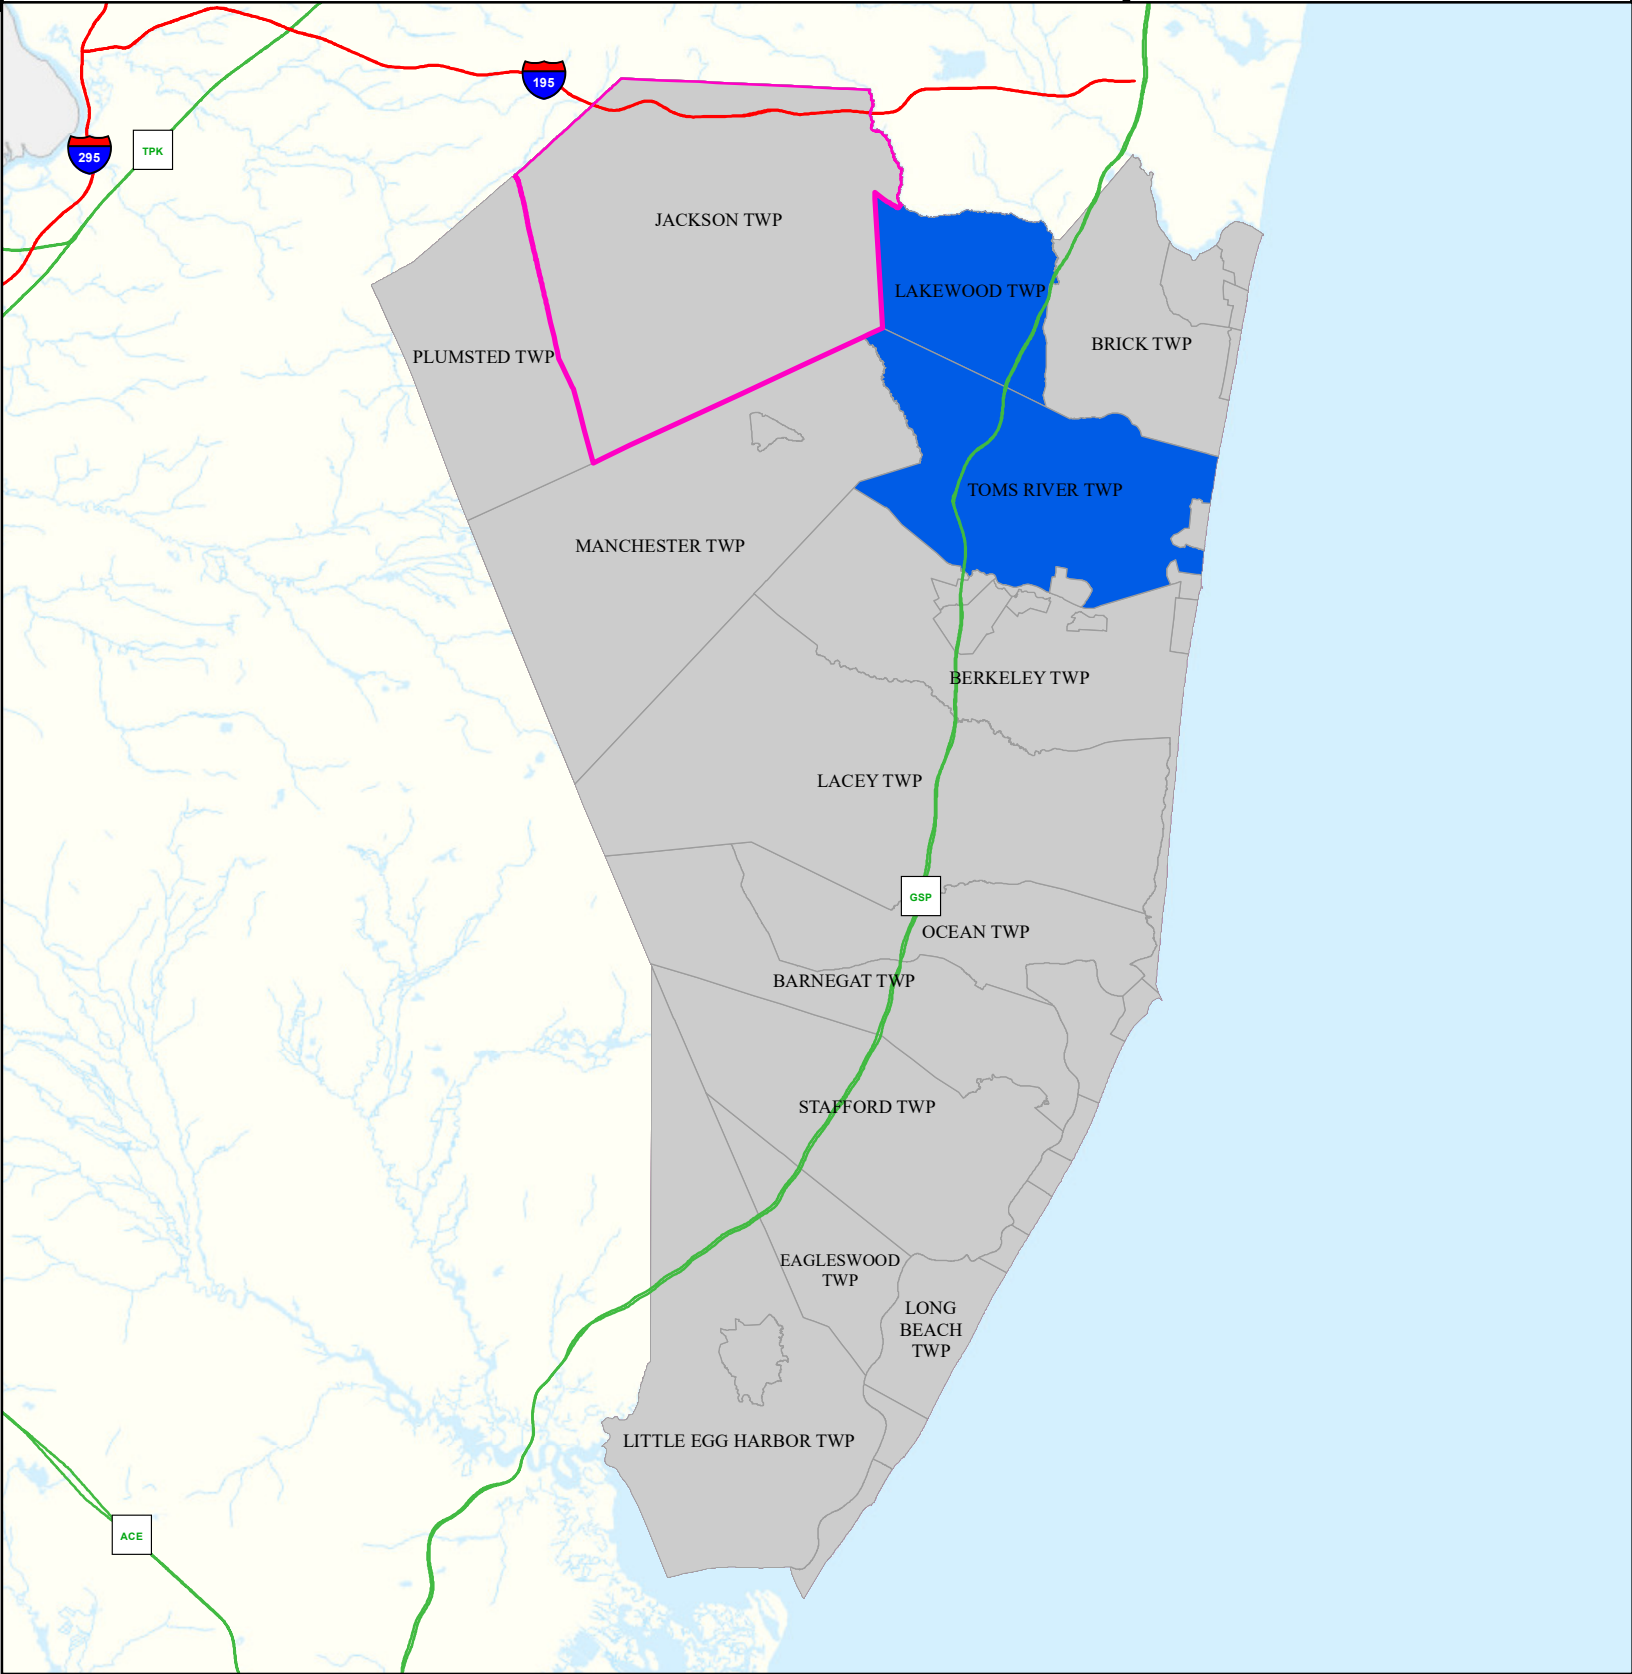 195
295
TPK
JACKSON TWP
LAKEWOOD TWP
BRICK TWP
PLUMSTED TWP
TOMS RIVER TWP
MANCHESTER TWP
BERKELEY TWP
LACEY TWP
GSP
OCEAN TWP
BARNEGAT TWP
STAFFORD TWP
EAGLESWOOD
TWP
LONG
BEACH
TWP
LITTLE EGG HARBOR TWP
ACE